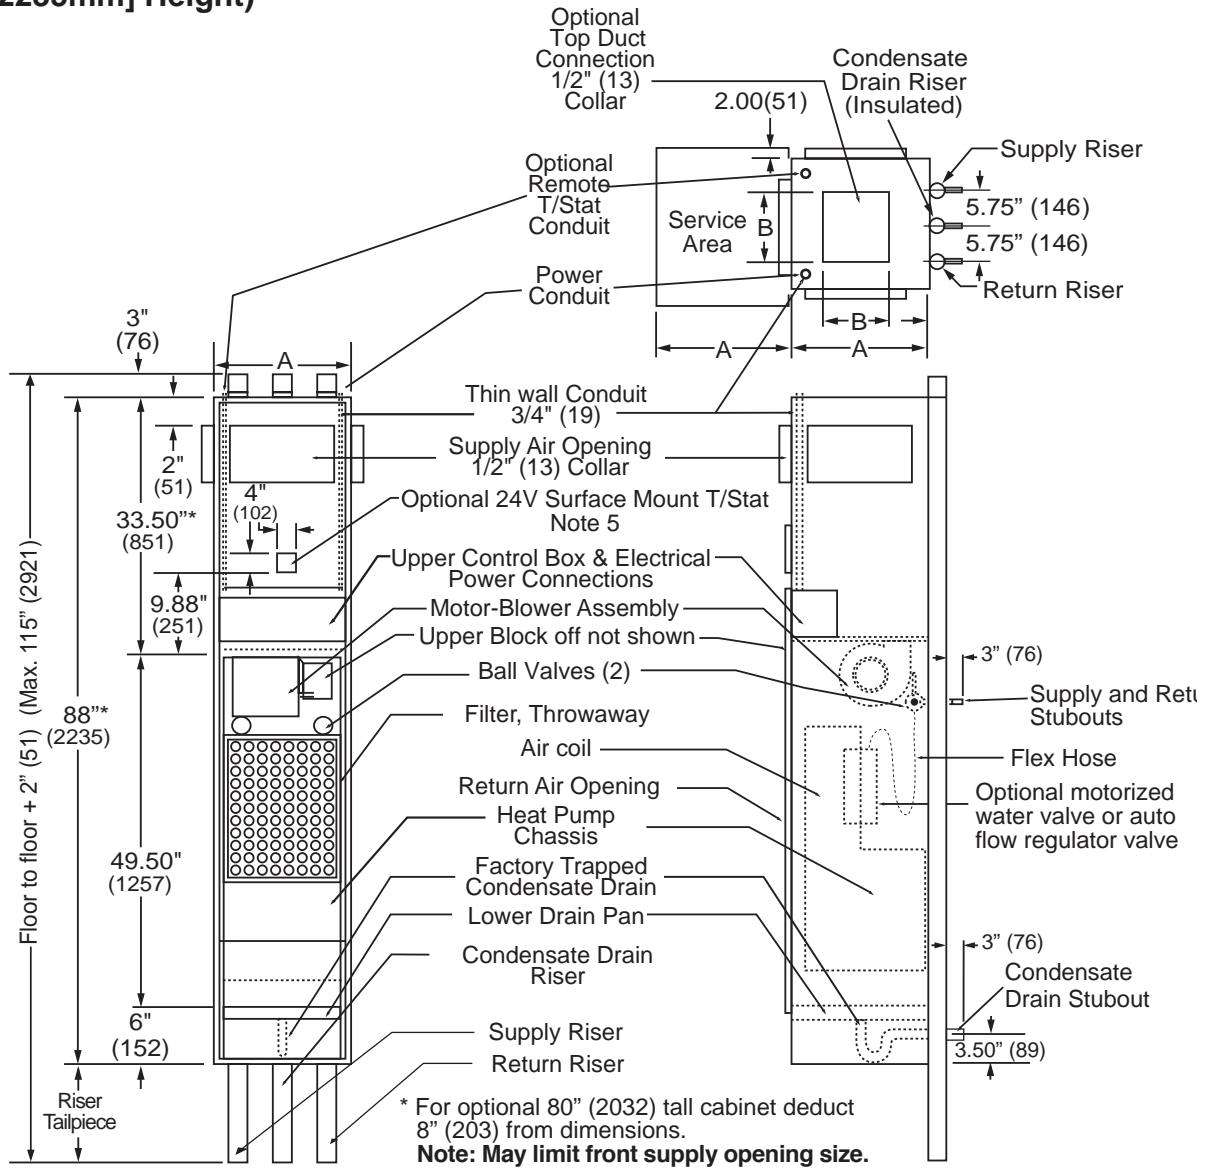 2235mm] Height)
Optional
Top Duct
Connection
1/2" (13)
Collar
2.00(51)
Condensate
Drain Riser
(Insulated)
Supply Riser
5.75” (146)
5.75” (146)
Return Riser
Optional
Remote
T/Stat
Conduit
Service
Area
B
B
A
A
Power
Conduit
3"
(76)
A
Thin wall Conduit
3/4" (19)
Supply Air Opening
1/2" (13) Collar
2"
(51)
4"
(102)
Optional 24V Surface Mount T/Stat
Note 5
33.50”*
(851)
Upper Control Box & Electrical
Power Connections
9.88"
(251)
Motor-Blower Assembly
Upper Block off not shown
Ball Valves (2)
3” (76)
Supply and Retu
Stubouts
88”*
(2235)
Filter, Throwaway
Air coil
Flex Hose
Return Air Opening
Optional motorized
water valve or auto
flow regulator valve
Heat Pump
Chassis
49.50"
(1257)
Factory Trapped
Condensate Drain
Lower Drain Pan
3” (76)
Condensate Drain
Riser
Condensate
Drain Stubout
6"
(152)
Supply Riser
Return Riser
3.50” (89)
Floor to floor + 2” (51) (Max. 115” (2921)
Riser
Tailpiece
* For optional 80” (2032) tall cabinet deduct
8” (203) from dimensions.
Note: May limit front supply opening size.